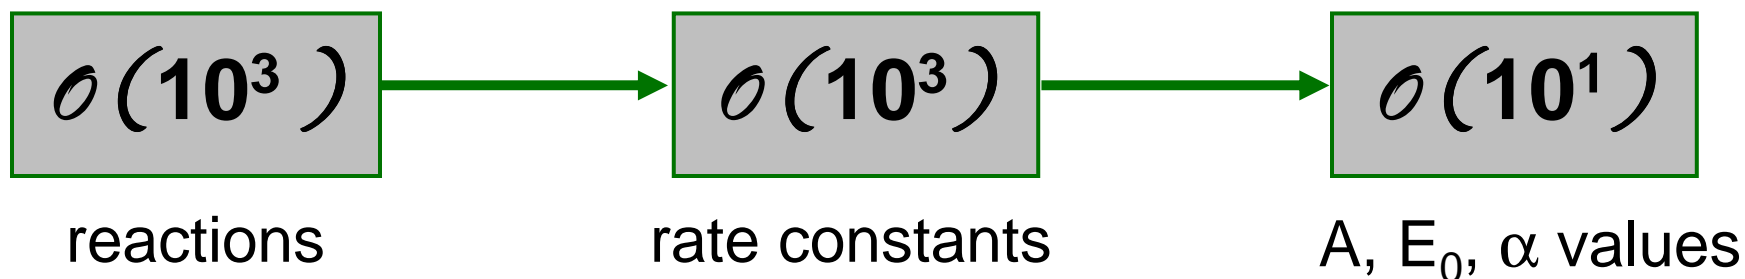 𝒪(10³) 𝒪(10³) 𝒪(10¹)
reactions rate constants A, E₀, α values